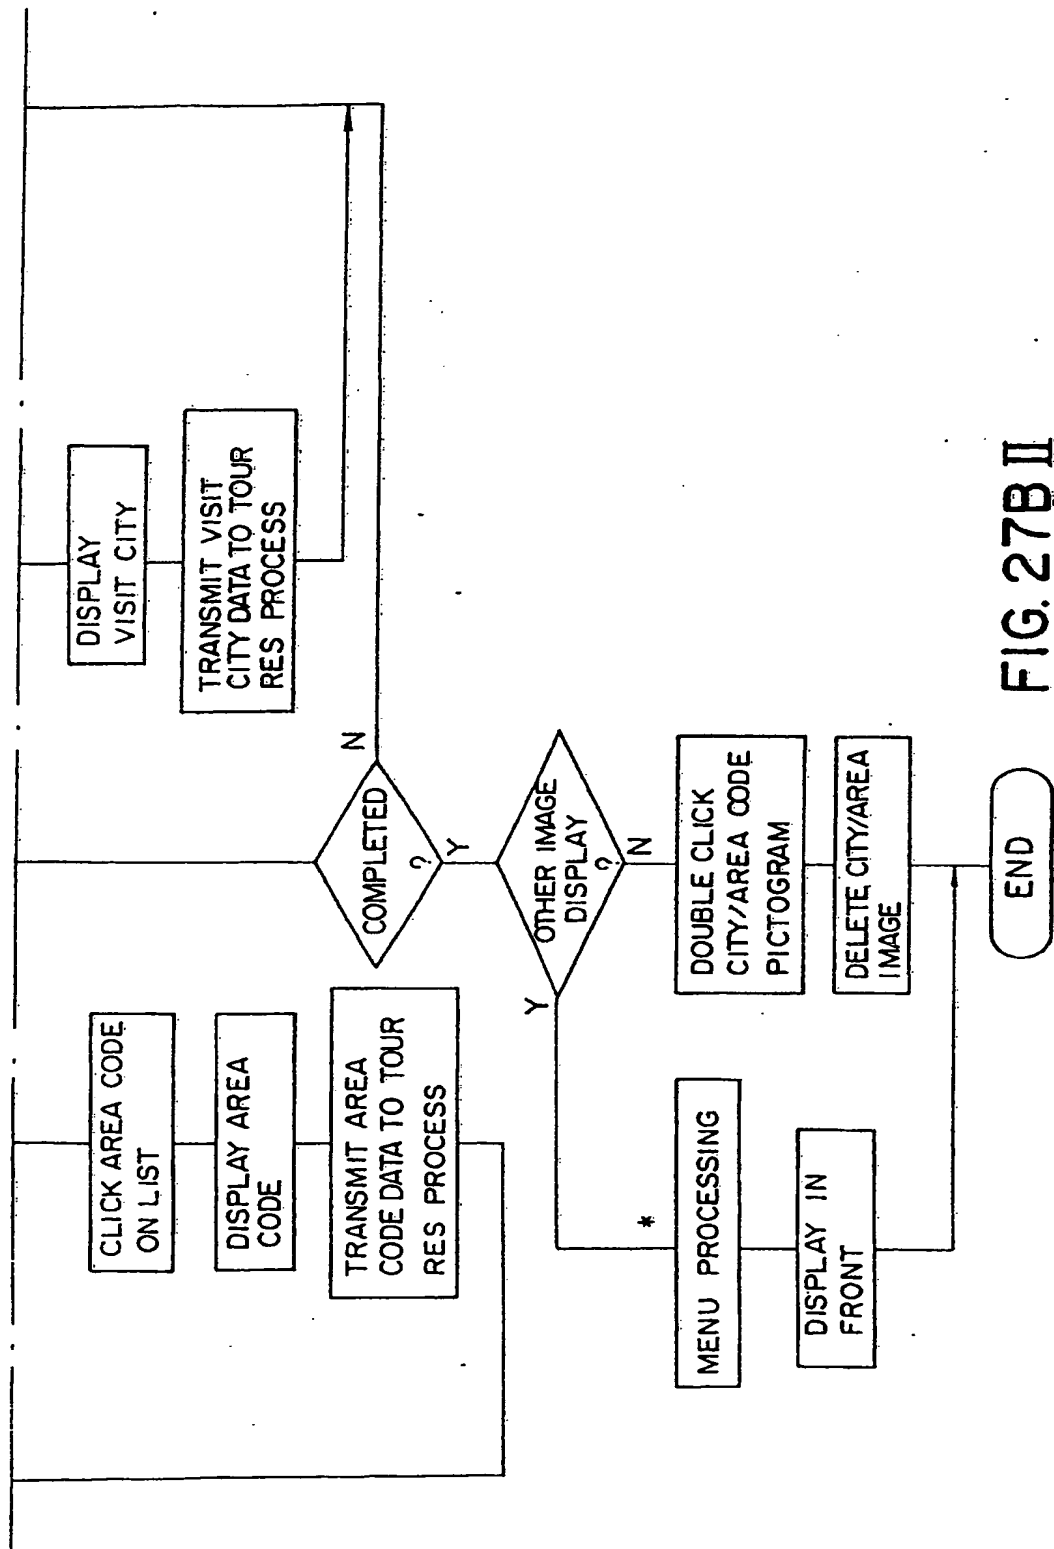 CLICK AREA CODE
ON LIST
DISPLAY AREA
CODE
TRANSMIT AREA
CODE DATA TO TOUR
RES PROCESS
DISPLAY
VISIT CITY
TRANSMIT VISIT
CITY DATA TO TOUR
RES PROCESS
COMPLETED
?
N
Y
OTHER IMAGE
DISPLAY
?
Y
N
*
MENU PROCESSING
DISPLAY IN
FRONT
DOUBLE CLICK
CITY/AREA CODE
PICTOGRAM
DELETE CITY/AREA
IMAGE
END
FIG. 27B II